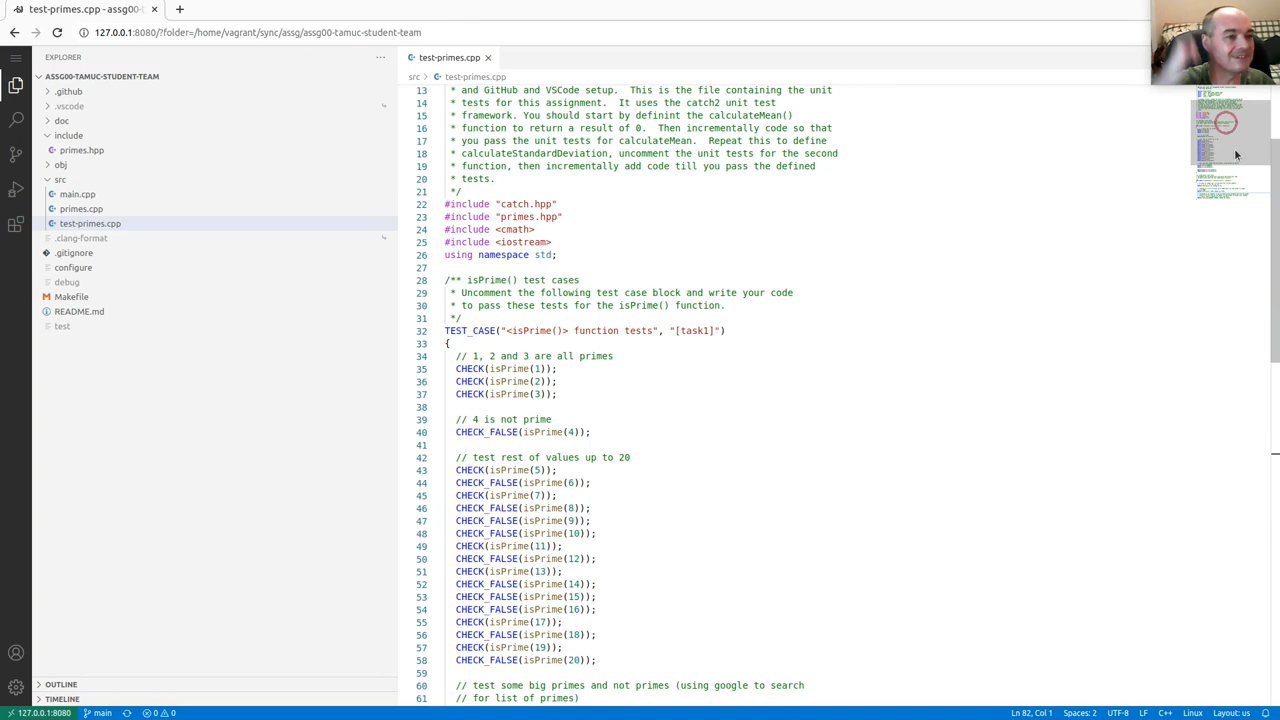 test-primes.cpp - assg0
127.0.0.1:8080/?folder=/home/vagrant/sync/assg/assg00-tamuc-student-team
EXPLORER
ASSG00-TAMUC-STUDENT-TEAM
.github
.vscode
doc
include
primes.hpp
obj
src
main.cpp
primes.cpp
test-primes.cpp
.clang-format
.gitignore
configure
debug
Makefile
README.md
test
OUTLINE
TIMELINE
test-primes.cpp
src > test-primes.cpp
13 * and GitHub and VSCode setup.  This is the file containing the unit
14 * tests for this assignment.  It uses the catch2 unit test
15 * framework. You should start by definint the calculateMean()
16 * function to return a result of 0.  Then incrementally code so that
17 * you pass the unit tests for calculateMean.  Repeat this to define
18 * calculateStandardDeviation, uncomment the unit tests for the second
19 * function, then incrementally add code till you pass the defined
20 * tests.
21 */
22 #include "catch.hpp"
23 #include "primes.hpp"
24 #include <cmath>
25 #include <iostream>
26 using namespace std;
27
28 /** isPrime() test cases
29 * Uncomment the following test case block and write your code
30 * to pass these tests for the isPrime() function.
31 */
32 TEST_CASE("<isPrime()> function tests", "[task1]")
33 {
34 // 1, 2 and 3 are all primes
35 CHECK(isPrime(1));
36 CHECK(isPrime(2));
37 CHECK(isPrime(3));
38
39 // 4 is not prime
40 CHECK_FALSE(isPrime(4));
41
42 // test rest of values up to 20
43 CHECK(isPrime(5));
44 CHECK_FALSE(isPrime(6));
45 CHECK(isPrime(7));
46 CHECK_FALSE(isPrime(8));
47 CHECK_FALSE(isPrime(9));
48 CHECK_FALSE(isPrime(10));
49 CHECK(isPrime(11));
50 CHECK_FALSE(isPrime(12));
51 CHECK(isPrime(13));
52 CHECK_FALSE(isPrime(14));
53 CHECK_FALSE(isPrime(15));
54 CHECK_FALSE(isPrime(16));
55 CHECK(isPrime(17));
56 CHECK_FALSE(isPrime(18));
57 CHECK(isPrime(19));
58 CHECK_FALSE(isPrime(20));
59
60 // test some big primes and not primes (using google to search
61 // for list of primes)
127.0.0.1:8080 main 0 0 Ln 82, Col 1 Spaces: 2 UTF-8 LF C++ Linux Layout: us